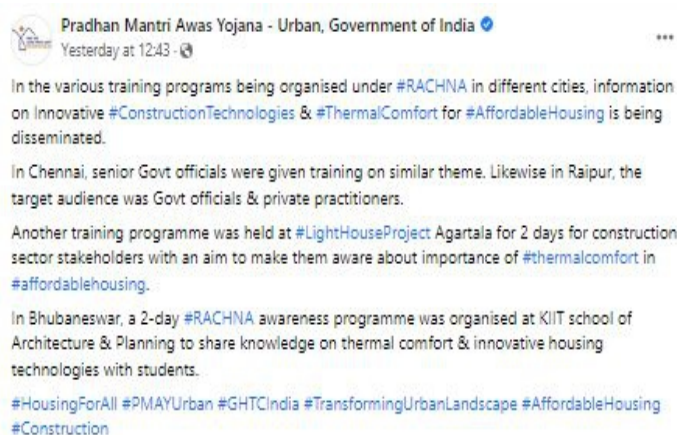 Pradhan Mantri Awas Yojana - Urban, Government of India
Yesterday at 12:43 ·
In the various training programs being organised under #RACHNA in different cities, information
on Innovative #ConstructionTechnologies & #ThermalComfort for #AffordableHousing is being
disseminated.
In Chennai, senior Govt officials were given training on similar theme. Likewise in Raipur, the
target audience was Govt officials & private practitioners.
Another training programme was held at #LightHouseProject Agartala for 2 days for construction
sector stakeholders with an aim to make them aware about importance of #thermalcomfort in
#affordablehousing.
In Bhubaneswar, a 2-day #RACHNA awareness programme was organised at KIIT school of
Architecture & Planning to share knowledge on thermal comfort & innovative housing
technologies with students.
#HousingForAll #PMAYUrban #GHTCIndia #TransformingUrbanLandscape #AffordableHousing
#Construction